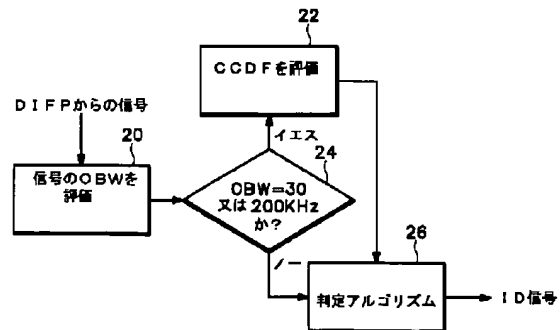 22
CCDFを評価
DIFPからの信号
20
信号のOBWを
評価
イエス
24
OBW=30
又は200KHz
か?
ノー
26
判定アルゴリズム
ID信号